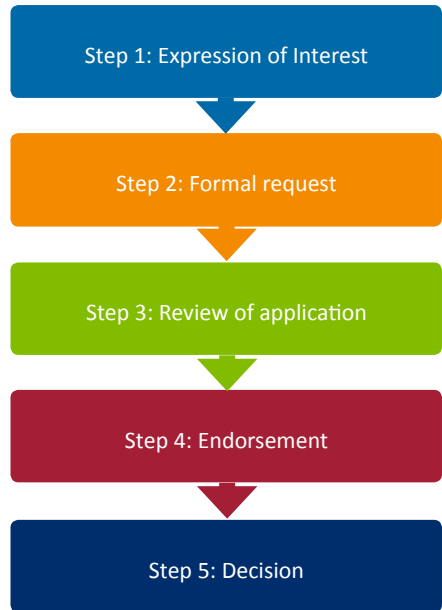 Step 1: Expression of Interest
Step 2: Formal request
Step 3: Review of application
Step 4: Endorsement
Step 5: Decision